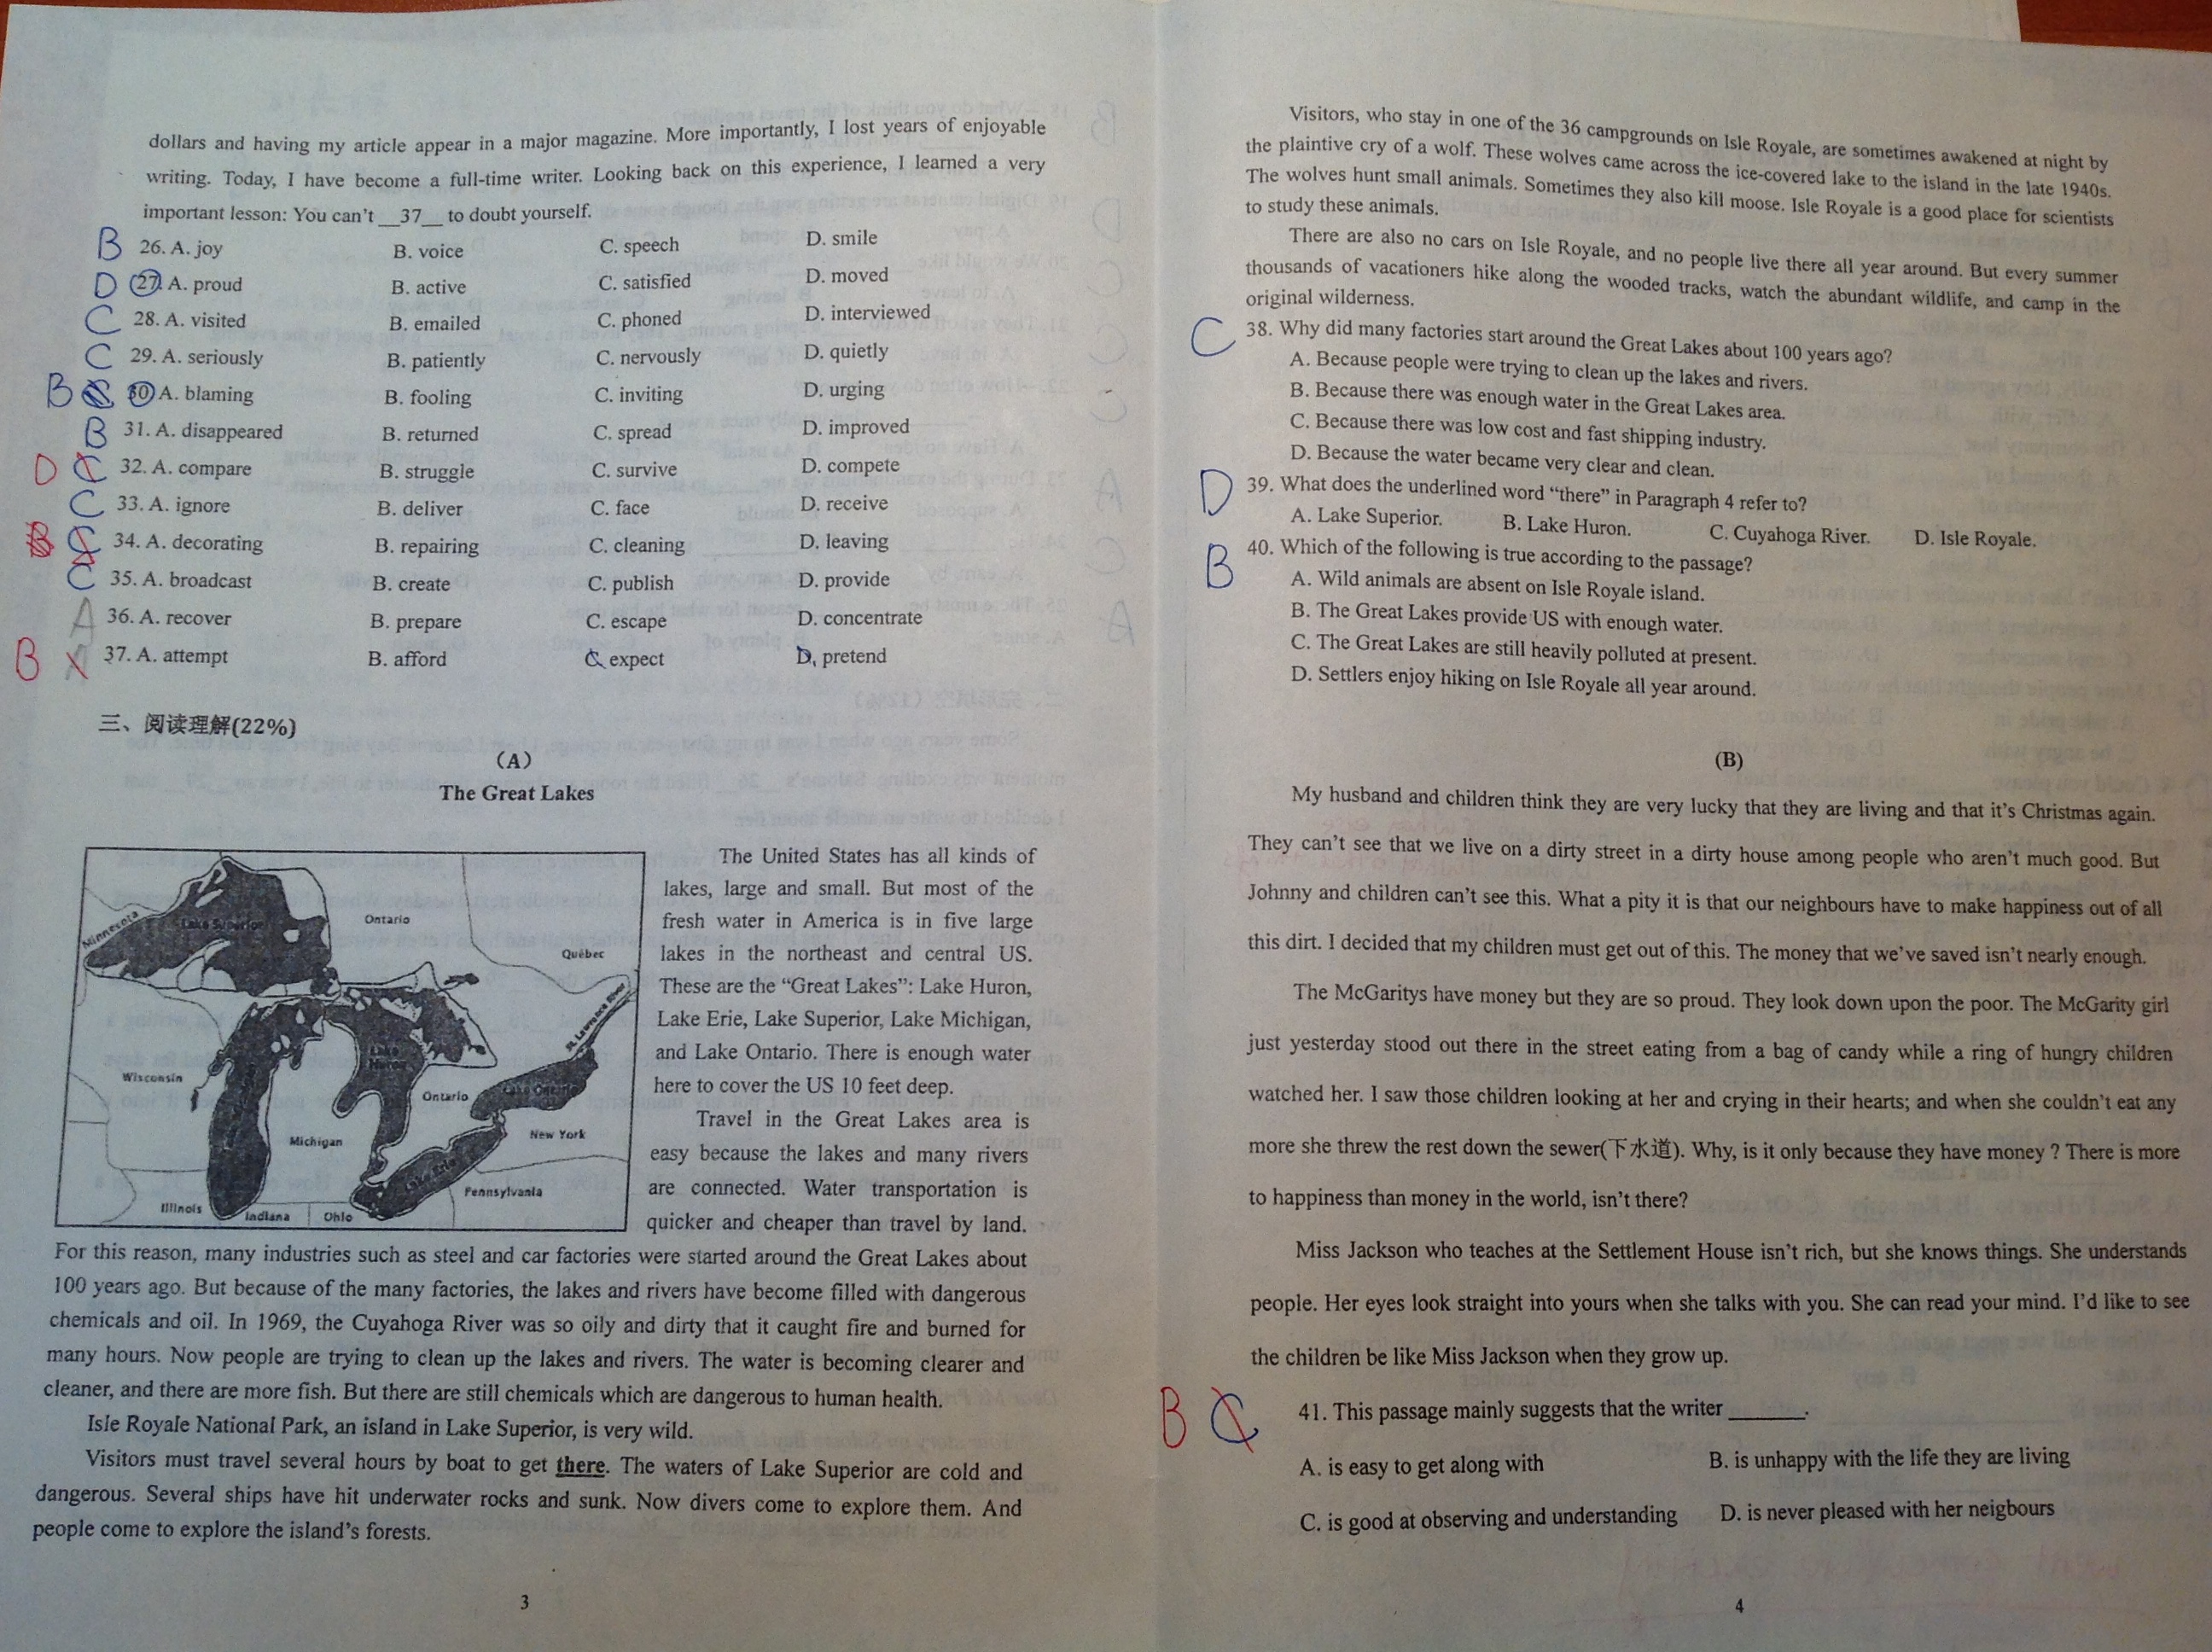 dollars and having my article appear in a major magazine. More importantly, I lost years of enjoyable
writing. Today, I have become a full-time writer. Looking back on this experience, I learned a very
important lesson: You can't __37__ to doubt yourself.
B 26. A. joy B. voice C. speech D. smile
D 27. A. proud B. active C. satisfied D. moved
C 28. A. visited B. emailed C. phoned D. interviewed
C 29. A. seriously B. patiently C. nervously D. quietly
B 30 A. blaming B. fooling C. inviting D. urging
B 31. A. disappeared B. returned C. spread D. improved
D C 32. A. compare B. struggle C. survive D. compete
C 33. A. ignore B. deliver C. face D. receive
B C 34. A. decorating B. repairing C. cleaning D. leaving
C 35. A. broadcast B. create C. publish D. provide
A 36. A. recover B. prepare C. escape D. concentrate
B A 37. A. attempt B. afford C. expect D. pretend
三、阅读理解(22%)
(A)
The Great Lakes
Minnesota
Lake Superior
Ontario
Québec
St. Lawrence River
Lake Huron
Wisconsin
Ontario
Lake Ontario
Michigan
New York
Lake Erie
Pennsylvania
Illinois
Indiana
Ohio
The United States has all kinds of
lakes, large and small. But most of the
fresh water in America is in five large
lakes in the northeast and central US.
These are the “Great Lakes”: Lake Huron,
Lake Erie, Lake Superior, Lake Michigan,
and Lake Ontario. There is enough water
here to cover the US 10 feet deep.
Travel in the Great Lakes area is
easy because the lakes and many rivers
are connected. Water transportation is
quicker and cheaper than travel by land.
For this reason, many industries such as steel and car factories were started around the Great Lakes about
100 years ago. But because of the many factories, the lakes and rivers have become filled with dangerous
chemicals and oil. In 1969, the Cuyahoga River was so oily and dirty that it caught fire and burned for
many hours. Now people are trying to clean up the lakes and rivers. The water is becoming clearer and
cleaner, and there are more fish. But there are still chemicals which are dangerous to human health.
Isle Royale National Park, an island in Lake Superior, is very wild.
Visitors must travel several hours by boat to get there. The waters of Lake Superior are cold and
dangerous. Several ships have hit underwater rocks and sunk. Now divers come to explore them. And
people come to explore the island's forests.
3
Visitors, who stay in one of the 36 campgrounds on Isle Royale, are sometimes awakened at night by
the plaintive cry of a wolf. These wolves came across the ice-covered lake to the island in the late 1940s.
The wolves hunt small animals. Sometimes they also kill moose. Isle Royale is a good place for scientists
to study these animals.
There are also no cars on Isle Royale, and no people live there all year around. But every summer
thousands of vacationers hike along the wooded tracks, watch the abundant wildlife, and camp in the
original wilderness.
C 38. Why did many factories start around the Great Lakes about 100 years ago?
A. Because people were trying to clean up the lakes and rivers.
B. Because there was enough water in the Great Lakes area.
C. Because there was low cost and fast shipping industry.
D. Because the water became very clear and clean.
D 39. What does the underlined word “there” in Paragraph 4 refer to?
A. Lake Superior. B. Lake Huron. C. Cuyahoga River. D. Isle Royale.
B 40. Which of the following is true according to the passage?
A. Wild animals are absent on Isle Royale island.
B. The Great Lakes provide US with enough water.
C. The Great Lakes are still heavily polluted at present.
D. Settlers enjoy hiking on Isle Royale all year around.
(B)
My husband and children think they are very lucky that they are living and that it's Christmas again.
They can't see that we live on a dirty street in a dirty house among people who aren't much good. But
Johnny and children can't see this. What a pity it is that our neighbours have to make happiness out of all
this dirt. I decided that my children must get out of this. The money that we've saved isn't nearly enough.
The McGaritys have money but they are so proud. They look down upon the poor. The McGarity girl
just yesterday stood out there in the street eating from a bag of candy while a ring of hungry children
watched her. I saw those children looking at her and crying in their hearts; and when she couldn't eat any
more she threw the rest down the sewer(下水道). Why, is it only because they have money ? There is more
to happiness than money in the world, isn't there?
Miss Jackson who teaches at the Settlement House isn't rich, but she knows things. She understands
people. Her eyes look straight into yours when she talks with you. She can read your mind. I'd like to see
the children be like Miss Jackson when they grow up.
B C 41. This passage mainly suggests that the writer _______.
A. is easy to get along with B. is unhappy with the life they are living
C. is good at observing and understanding D. is never pleased with her neigbours
4